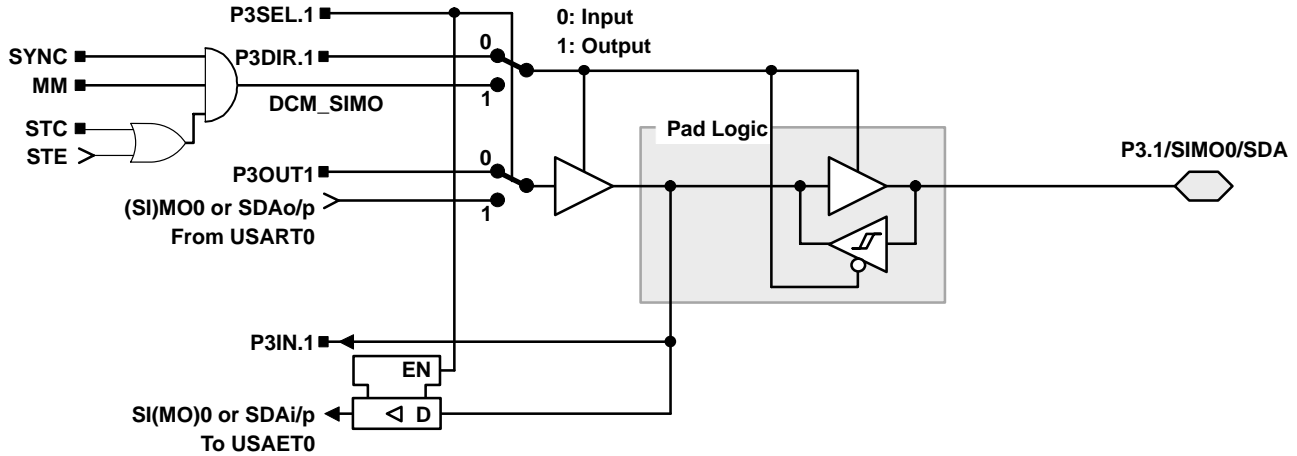 P3SEL.1
0: Input
1: Output
0
P3DIR.1
SYNC
MM
1
DCM_SIMO
STC
STE
Pad Logic
P3.1/SIMO0/SDA
0
P3OUT1
1
(SI)MO0 or SDAo/p
From USART0
P3IN.1
EN
SI(MO)0 or SDAi/p
D
To USAET0